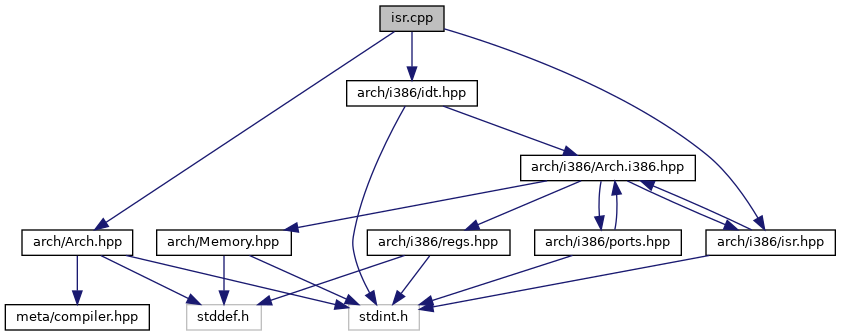 isr.cpp
arch/i386/idt.hpp
arch/i386/Arch.i386.hpp
arch/Arch.hpp
arch/Memory.hpp
arch/i386/regs.hpp
arch/i386/ports.hpp
arch/i386/isr.hpp
meta/compiler.hpp
stddef.h
stdint.h